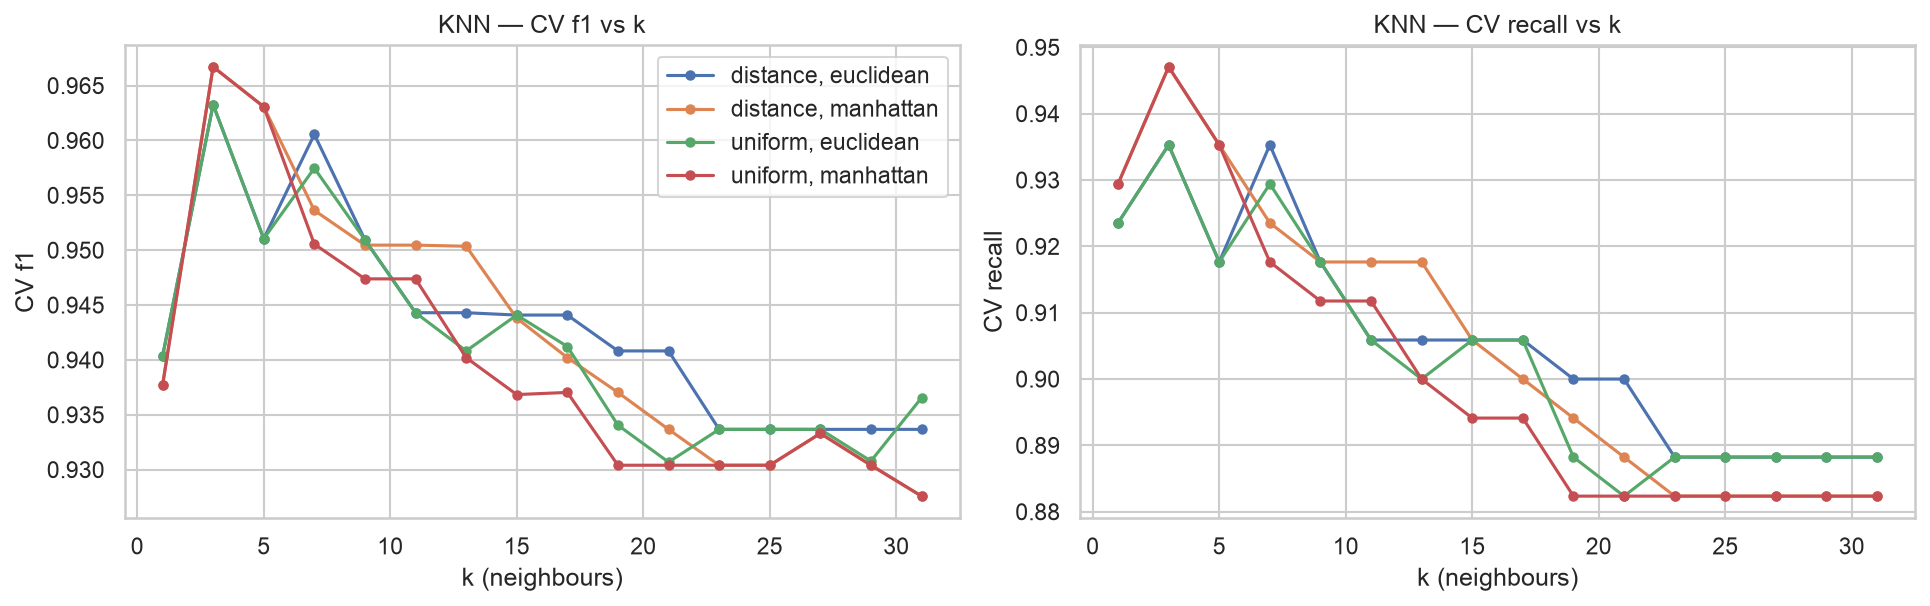 KNN — CV f1 vs k
CV f1
0.965
0.960
0.955
0.950
0.945
0.940
0.935
0.930
distance, euclidean
distance, manhattan
uniform, euclidean
uniform, manhattan
0 5 10 15 20 25 30
k (neighbours)
KNN — CV recall vs k
CV recall
0.95
0.94
0.93
0.92
0.91
0.90
0.89
0.88
0 5 10 15 20 25 30
k (neighbours)